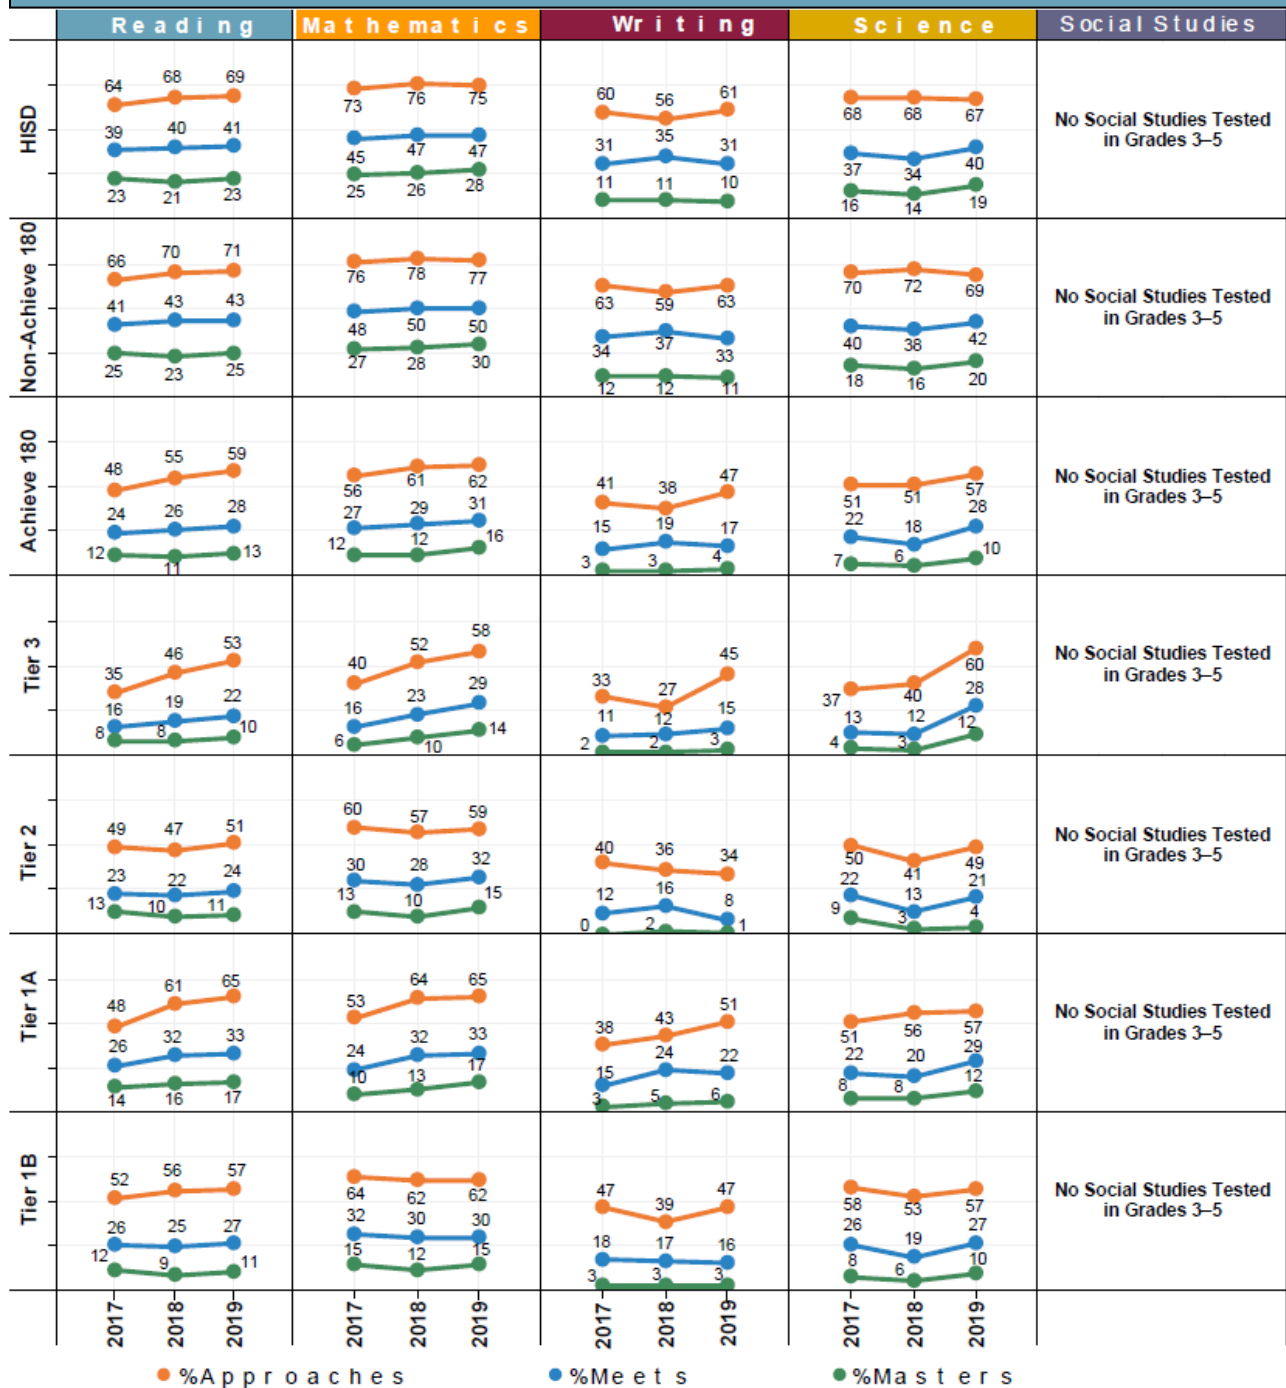 Reading Mathematics Writing Science Social Studies
HISD
64 68 69
39 40 41
23 21 23
73 76 75
45 47 47
25 26 28
60 56 61
31 35 31
11 11 10
68 68 67
37 34 40
16 14 19
No Social Studies Tested
in Grades 3–5
Non-Achieve 180
66 70 71
41 43 43
25 23 25
76 78 77
48 50 50
27 28 30
63 59 63
34 37 33
12 12 11
70 72 69
40 38 42
18 16 20
No Social Studies Tested
in Grades 3–5
Achieve 180
48 55 59
24 26 28
12 11 13
56 61 62
27 29 31
12 12 16
41 38 47
15 19 17
3 3 4
51 51 57
22 18 28
7 6 10
No Social Studies Tested
in Grades 3–5
Tier 3
35 46 53
16 19 22
8 8 10
40 52 58
16 23 29
6 10 14
33 27 45
11 12 15
2 2 3
37 40 60
13 12 28
4 3 12
No Social Studies Tested
in Grades 3–5
Tier 2
49 47 51
23 22 24
13 10 11
60 57 59
30 28 32
13 10 15
40 36 34
12 16 8
0 2 1
50 41 49
22 13 21
9 3 4
No Social Studies Tested
in Grades 3–5
Tier 1A
48 61 65
26 32 33
14 16 17
53 64 65
24 32 33
10 13 17
38 43 51
15 24 22
3 5 6
51 56 57
22 20 29
8 8 12
No Social Studies Tested
in Grades 3–5
Tier 1B
52 56 57
26 25 27
12 9 11
64 62 62
32 30 30
15 12 15
47 39 47
18 17 16
3 3 3
58 53 57
26 19 27
8 6 10
No Social Studies Tested
in Grades 3–5
2017 2018 2019 2017 2018 2019 2017 2018 2019 2017 2018 2019
%Approaches %Meets %Masters